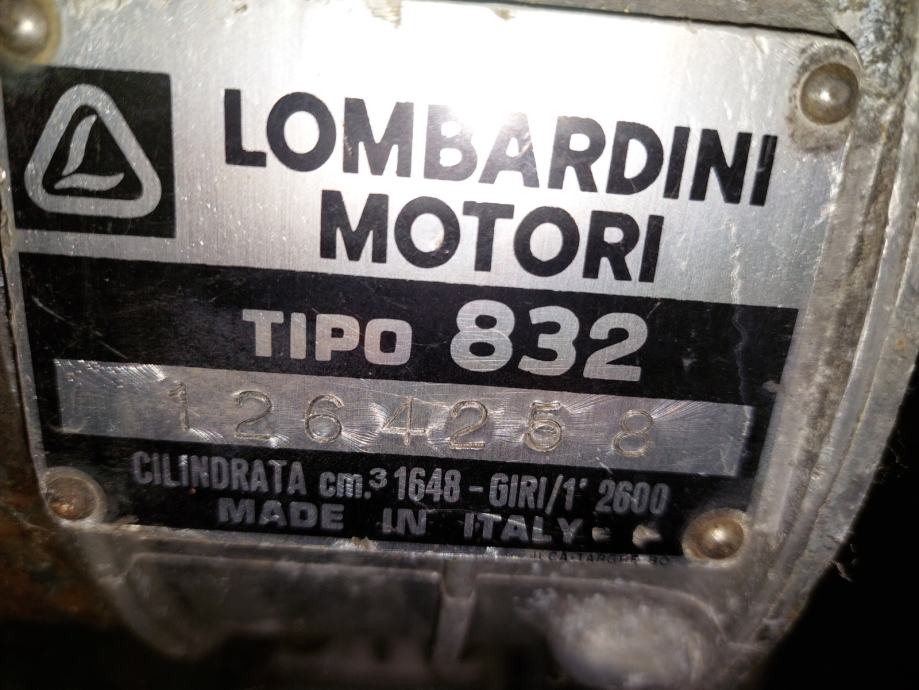 L
LOMBARDINI
MOTORI
TIPO 832
1264258
CILINDRATA cm.³ 1648 - GIRI/1' 2600
MADE IN ITALY